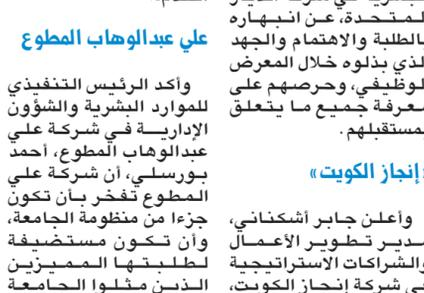 المتحدة، عن انبهاره
بالطلبة والاهتمام والجهد
الذي بذلوه خلال المعرض
الوظيفي، وحرصهم على
معرفة جميع ما يتعلق
بمستقبلهم.
«إنجاز الكويت»
وأعلن جابر أشكناني،
مدير تطوير الأعمال
والشراكات الاستراتيجية
في شركة إنجاز الكويت،
علي عبدالوهاب المطوع
وأكد الرئيس التنفيذي
للموارد البشرية والشؤون
الإدارية في شركة علي
عبدالوهاب المطوع، أحمد
بورسلي، أن شركة علي
المطوع تفخر بأن تكون
جزءا من منظومة الجامعة،
وأن تكون مستضيفة
لطلبتها المميزين
الذين مثلوا الجامعة